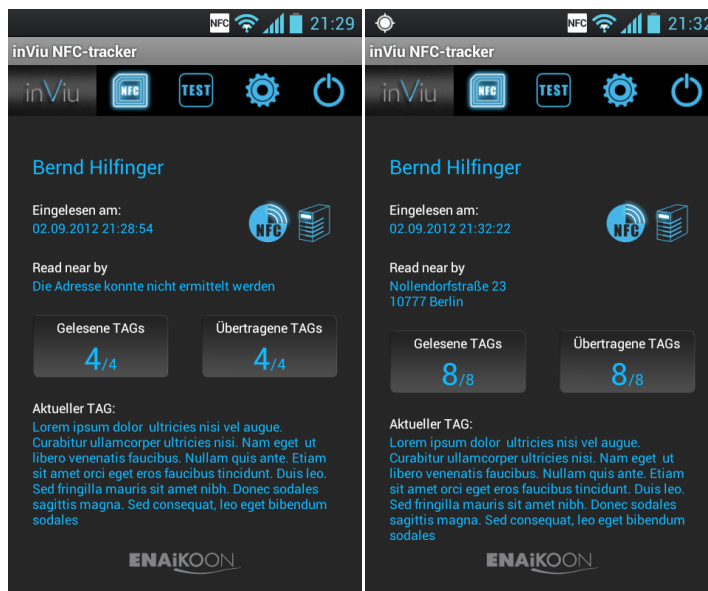 NFC 21:29
inViu NFC-tracker
inViu NFC TEST
Bernd Hilfinger
Eingelesen am:
02.09.2012 21:28:54
NFC
Read near by
Die Adresse konnte nicht ermittelt werden
Gelesene TAGs
4/4
Übertragene TAGs
4/4
Aktueller TAG:
Lorem ipsum dolor ultricies nisi vel augue.
Curabitur ullamcorper ultricies nisi. Nam eget ut
libero venenatis faucibus. Nullam quis ante. Etiam
sit amet orci eget eros faucibus tincidunt. Duis leo.
Sed fringilla mauris sit amet nibh. Donec sodales
sagittis magna. Sed consequat, leo eget bibendum
sodales
ENAiKOON
NFC 21:32
inViu NFC-tracker
inViu NFC TEST
Bernd Hilfinger
Eingelesen am:
02.09.2012 21:32:22
NFC
Read near by
Nollendorfstraße 23
10777 Berlin
Gelesene TAGs
8/8
Übertragene TAGs
8/8
Aktueller TAG:
Lorem ipsum dolor ultricies nisi vel augue.
Curabitur ullamcorper ultricies nisi. Nam eget ut
libero venenatis faucibus. Nullam quis ante. Etiam
sit amet orci eget eros faucibus tincidunt. Duis leo.
Sed fringilla mauris sit amet nibh. Donec sodales
sagittis magna. Sed consequat, leo eget bibendum
sodales
ENAiKOON